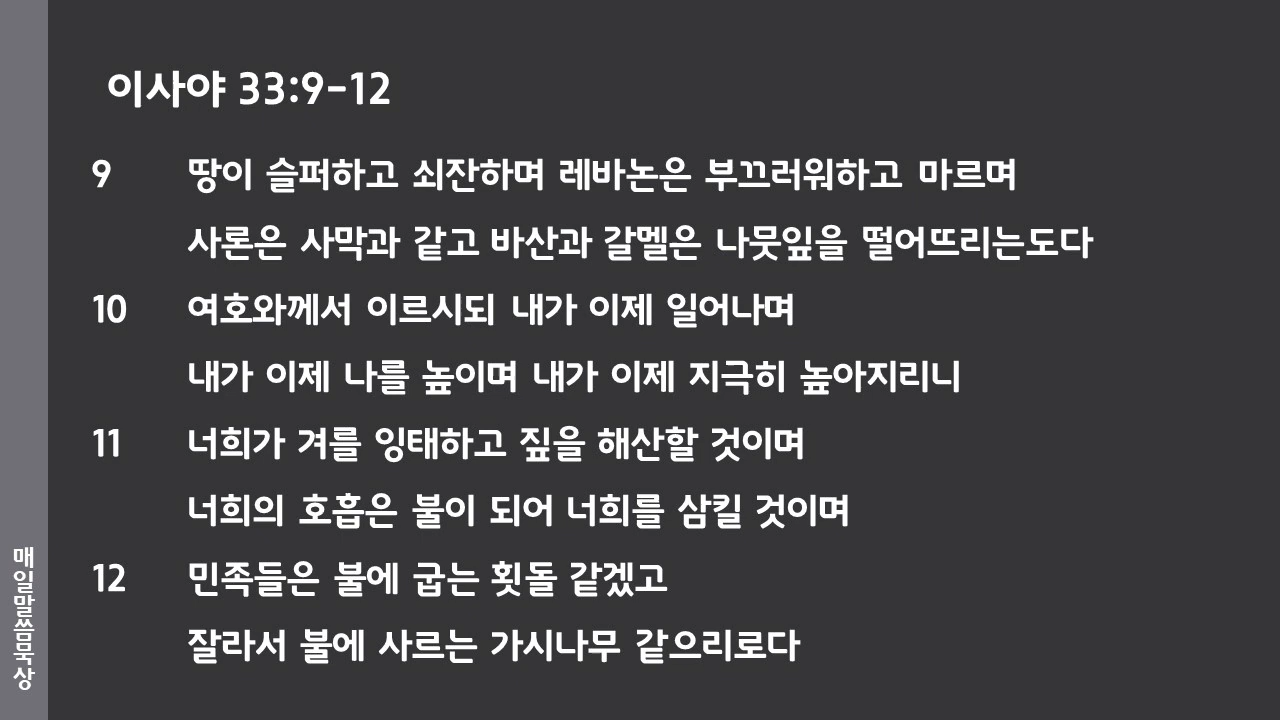 이사야 33:9-12
9 땅이 슬퍼하고 쇠잔하며 레바논은 부끄러워하고 마르며
사론은 사막과 같고 바산과 갈멜은 나뭇잎을 떨어뜨리는도다
10 여호와께서 이르시되 내가 이제 일어나며
내가 이제 나를 높이며 내가 이제 지극히 높아지리니
11 너희가 겨를 잉태하고 짚을 해산할 것이며
너희의 호흡은 불이 되어 너희를 삼킬 것이며
12 민족들은 불에 굽는 횟돌 같겠고
잘라서 불에 사르는 가시나무 같으리로다
매일말씀묵상